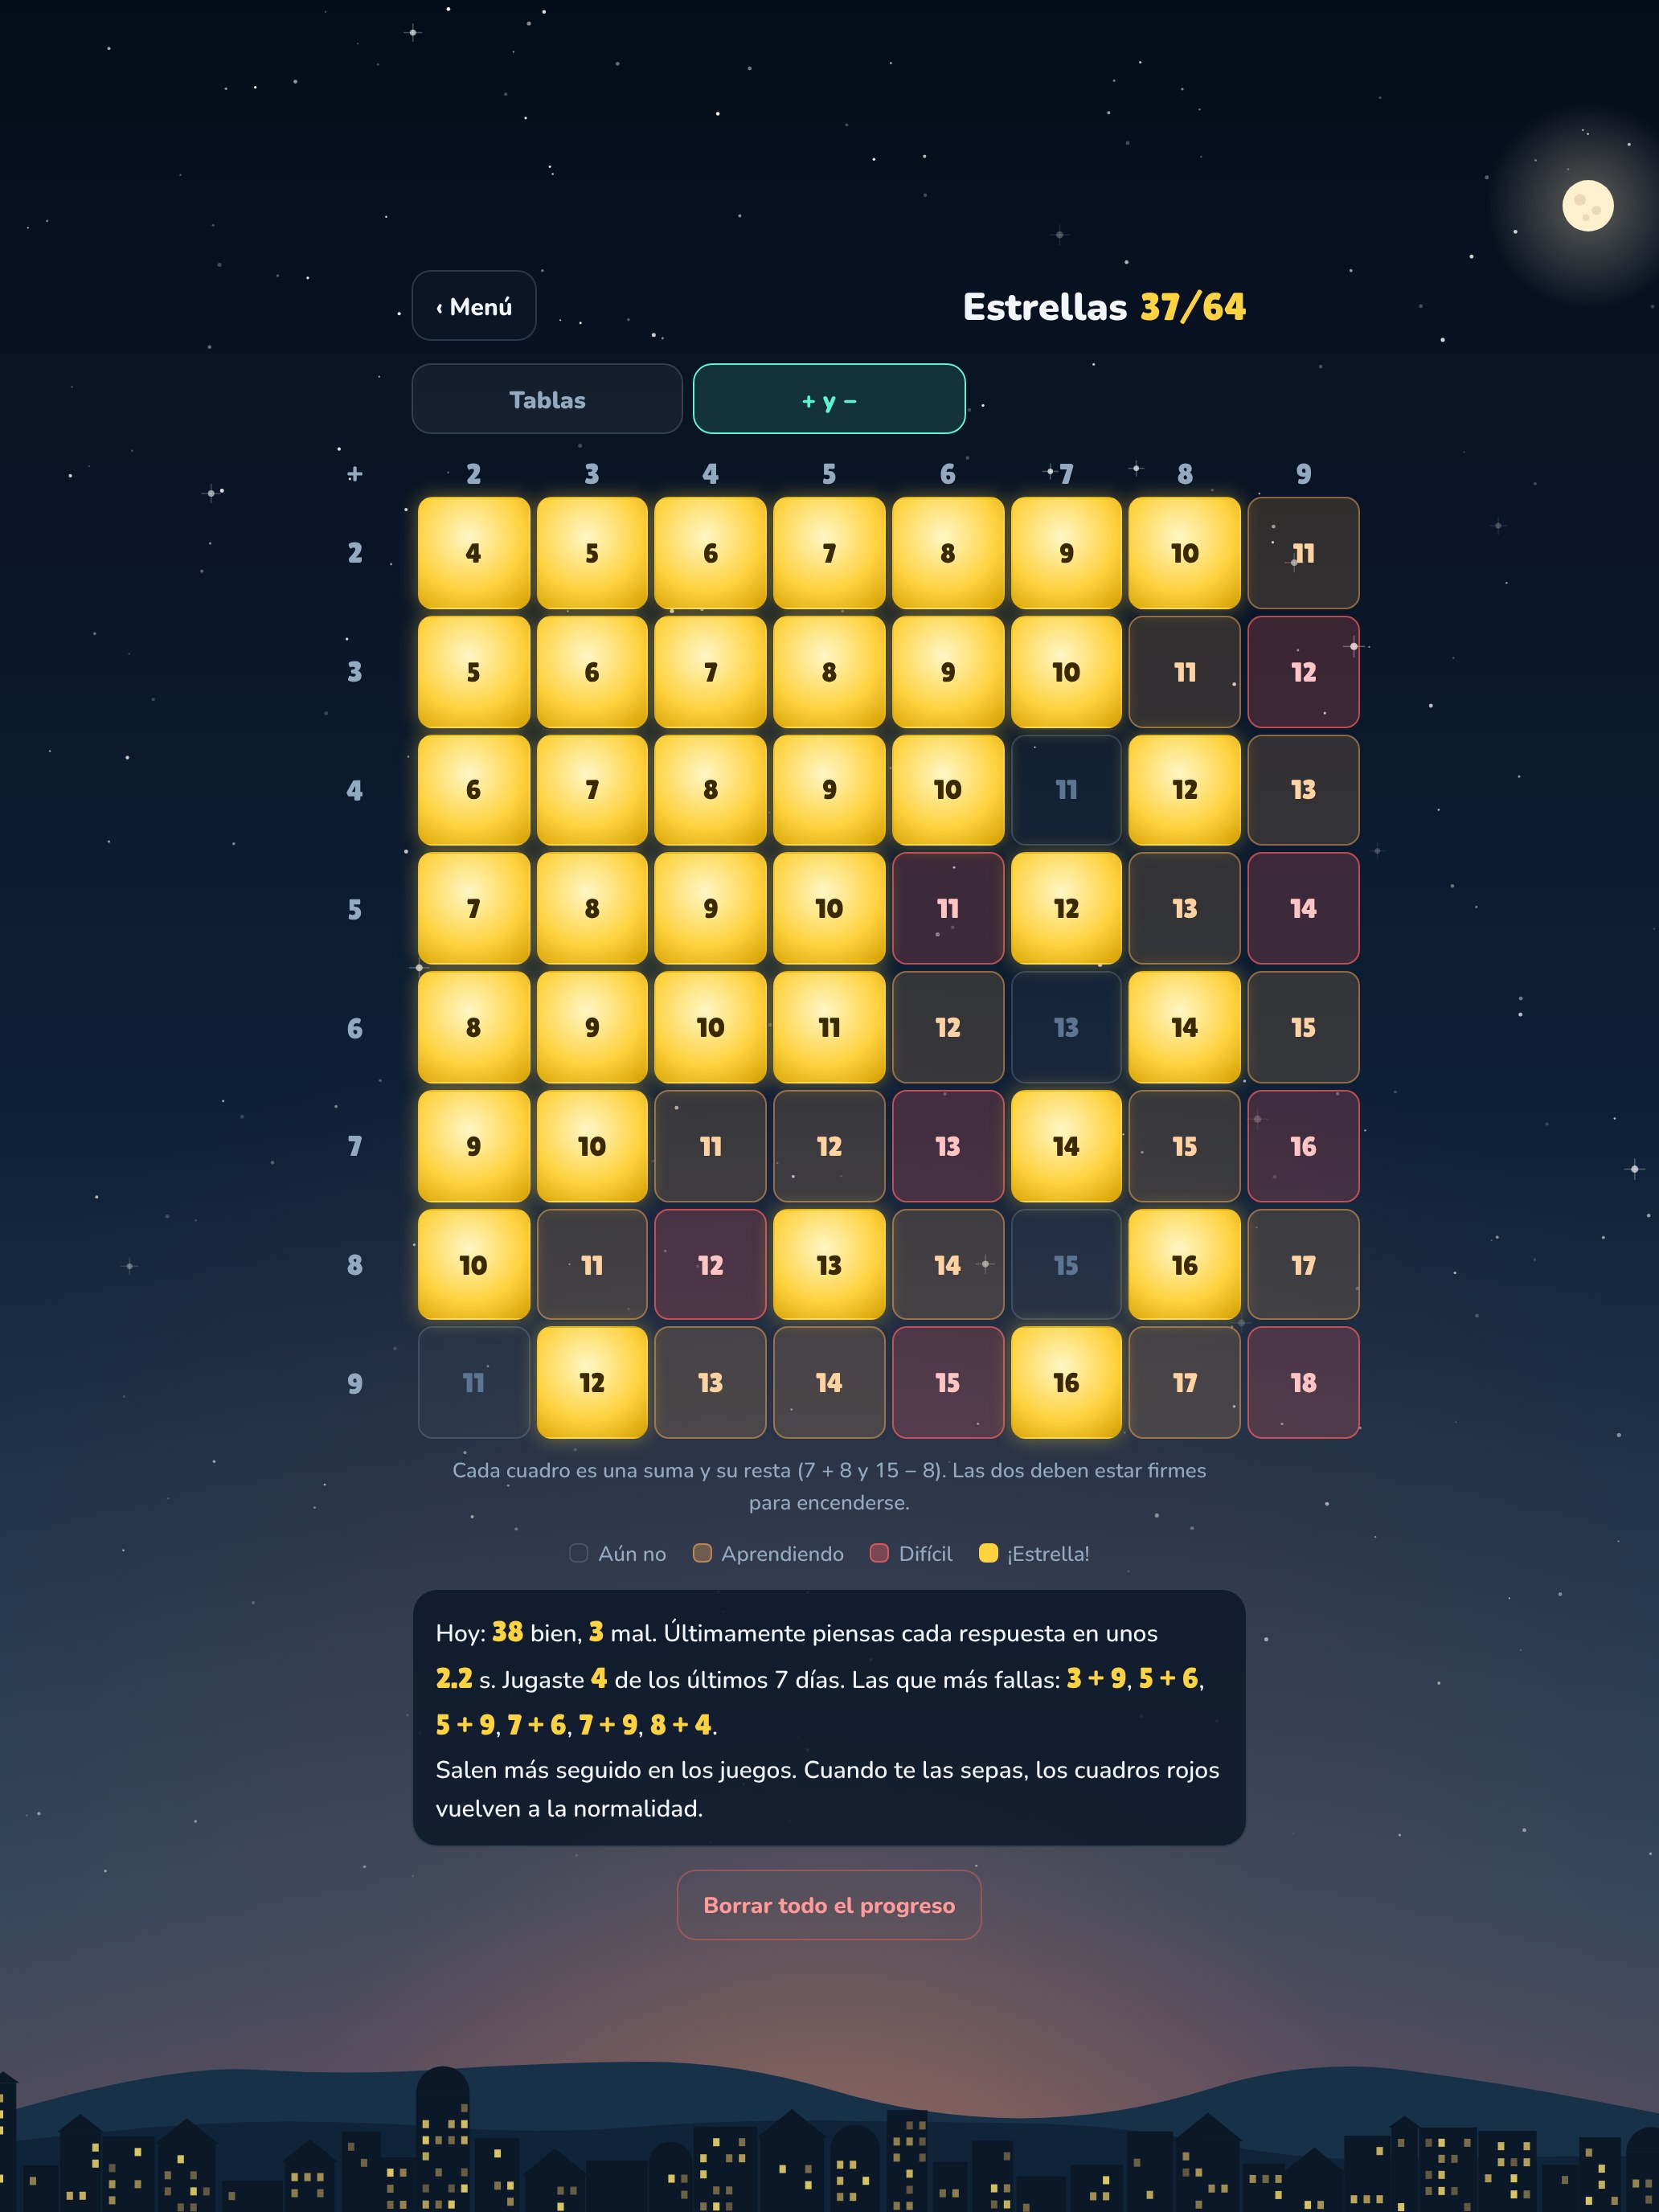 ‹ Menú
Estrellas 37/64
Tablas
+ y −
+ 2 3 4 5 6 7 8 9
2 4 5 6 7 8 9 10 11
3 5 6 7 8 9 10 11 12
4 6 7 8 9 10 11 12 13
5 7 8 9 10 11 12 13 14
6 8 9 10 11 12 13 14 15
7 9 10 11 12 13 14 15 16
8 10 11 12 13 14 15 16 17
9 11 12 13 14 15 16 17 18
Cada cuadro es una suma y su resta (7 + 8 y 15 − 8). Las dos deben estar firmes
para encenderse.
Aún no Aprendiendo Difícil ¡Estrella!
Hoy: 38 bien, 3 mal. Últimamente piensas cada respuesta en unos
2.2 s. Jugaste 4 de los últimos 7 días. Las que más fallas: 3 + 9, 5 + 6,
5 + 9, 7 + 6, 7 + 9, 8 + 4.
Salen más seguido en los juegos. Cuando te las sepas, los cuadros rojos
vuelven a la normalidad.
Borrar todo el progreso